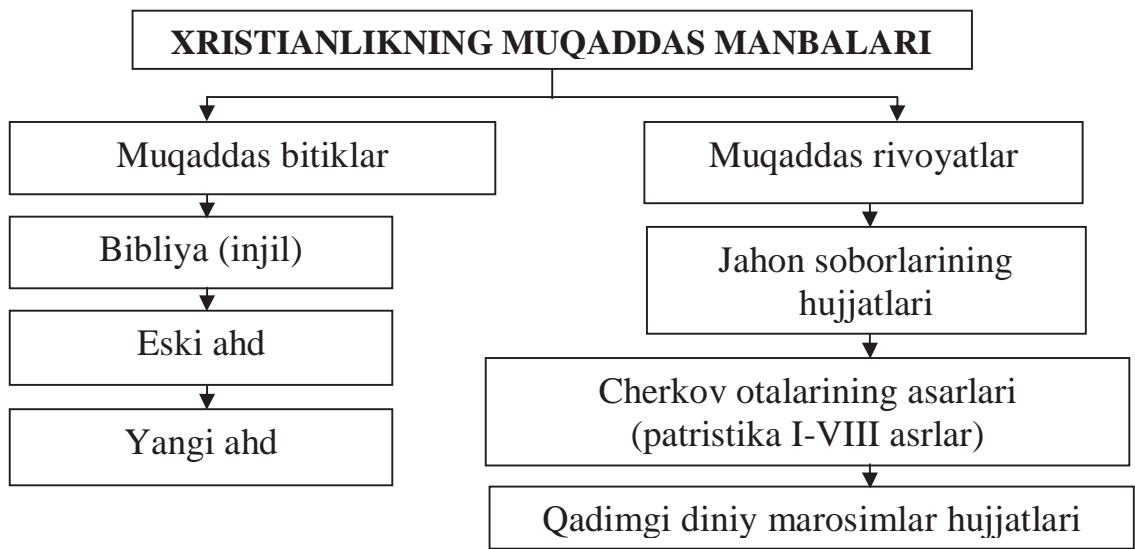 XRISTIANLIKNING MUQADDAS MANBALARI
Muqaddas bitiklar
Bibliya (injil)
Eski ahd
Yangi ahd
Muqaddas rivoyatlar
Jahon soborlarining
hujjatlari
Cherkov otalarining asarlari
(patristika I-VIII asrlar)
Qadimgi diniy marosimlar hujjatlari